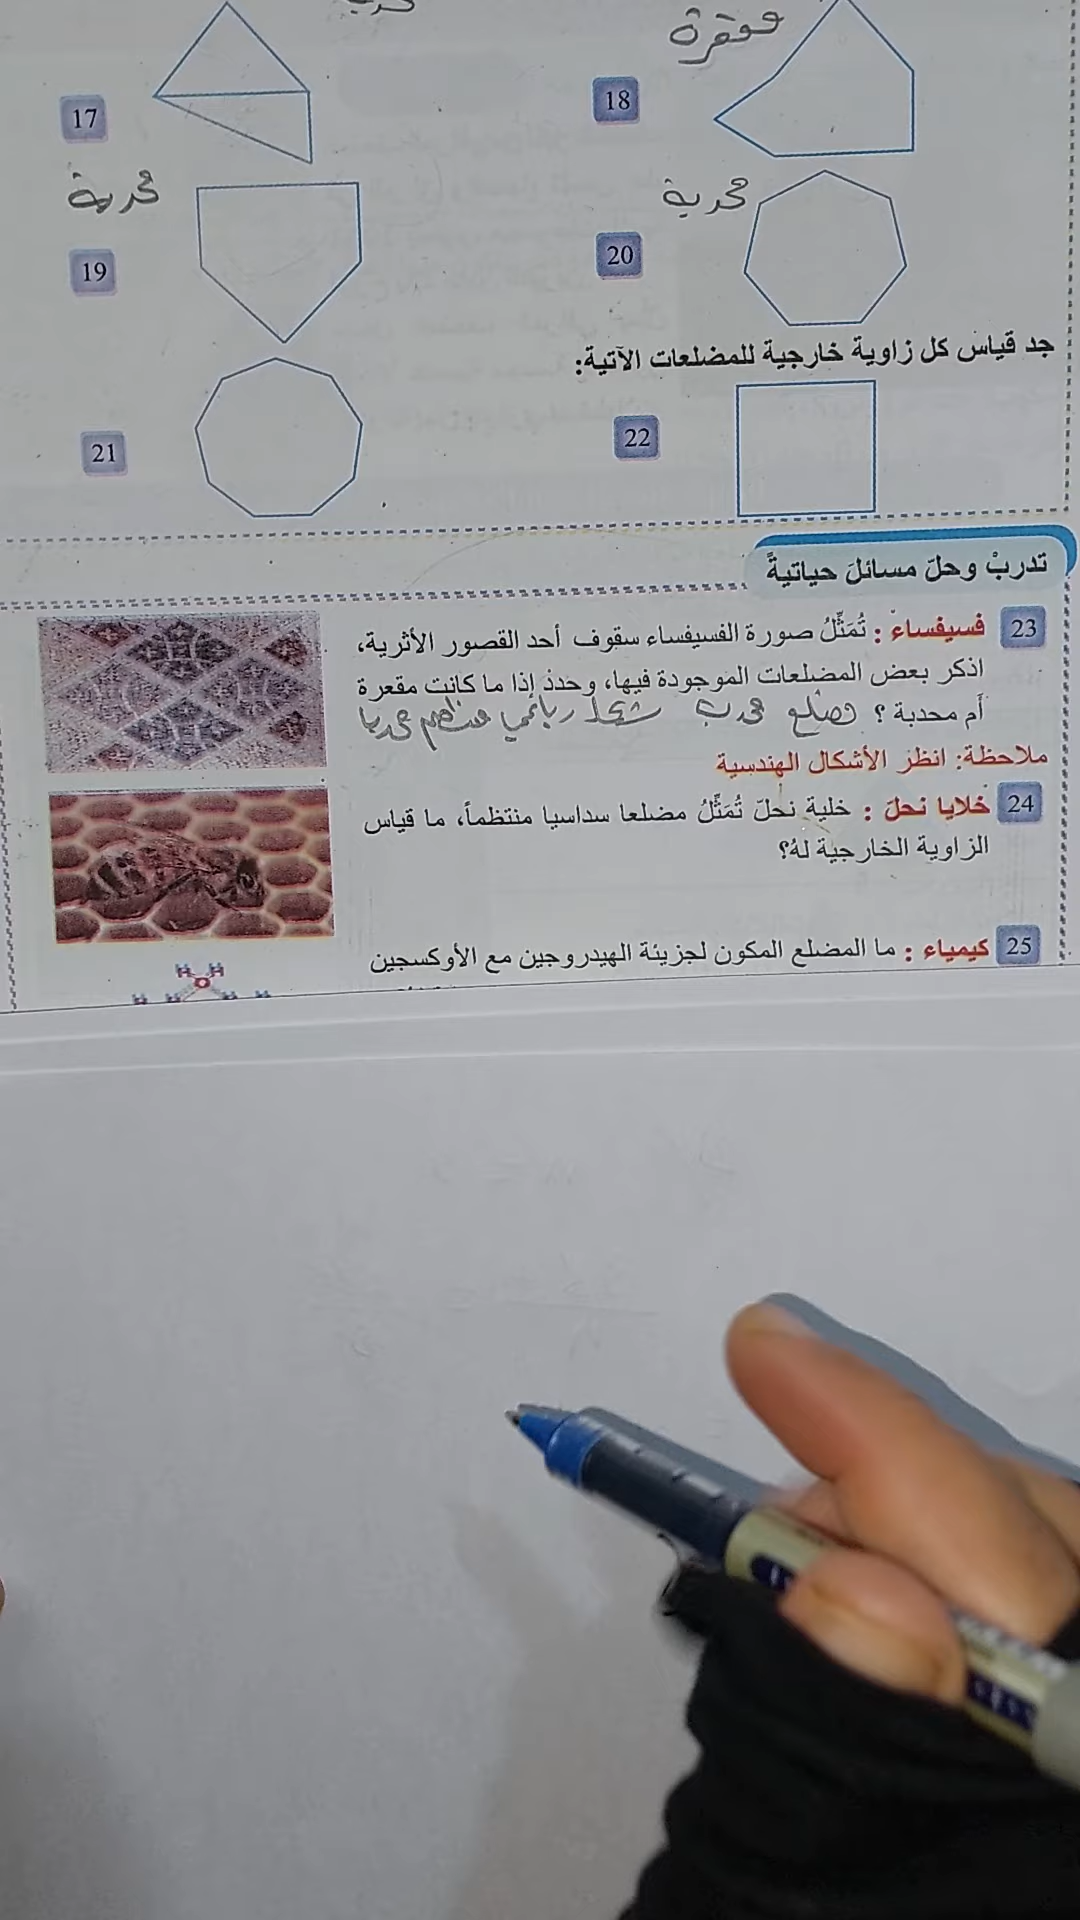 مقعرة
18
17
محدبة
محدبة
20
19
جد قياس كل زاوية خارجية للمضلعات الآتية:
22
21
تدربْ وحلّ مسائلَ حياتيةً
23 فسيفساء : تُمَثِّلُ صورة الفسيفساء سقوف أحد القصور الأثرية،
اذكر بعض المضلعات الموجودة فيها، وحددْ إذا ما كانت مقعرة
أم محدبة ؟ مضلع محدب شكل رباعي
ملاحظة: انظر الأشكال الهندسية
24 خلايا نحل : خلية نحلّ تُمَثِّلُ مضلعا سداسيا منتظماً، ما قياس
الزاوية الخارجية لهُ؟
25 كيمياء : ما المضلع المكون لجزيئة الهيدروجين مع الأوكسجين
H H
H H H H